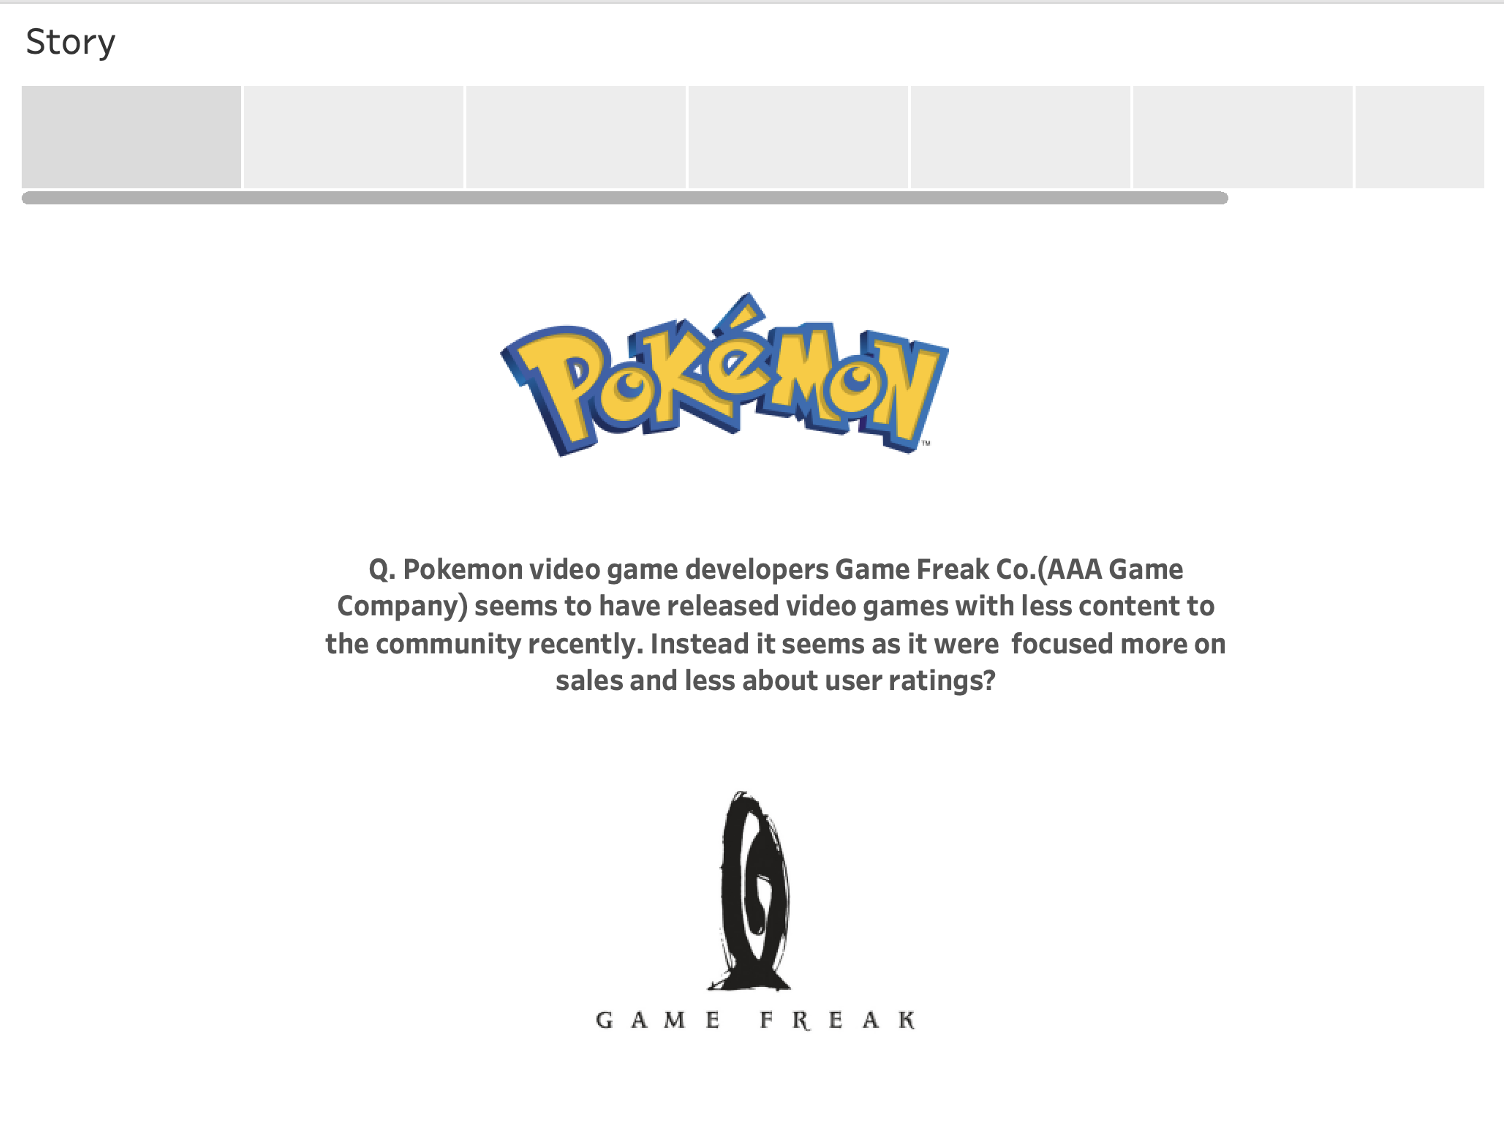 Story
POKéMON
™
Q. Pokemon video game developers Game Freak Co.(AAA Game
Company) seems to have released video games with less content to
the community recently. Instead it seems as it were  focused more on
sales and less about user ratings?
GAME FREAK